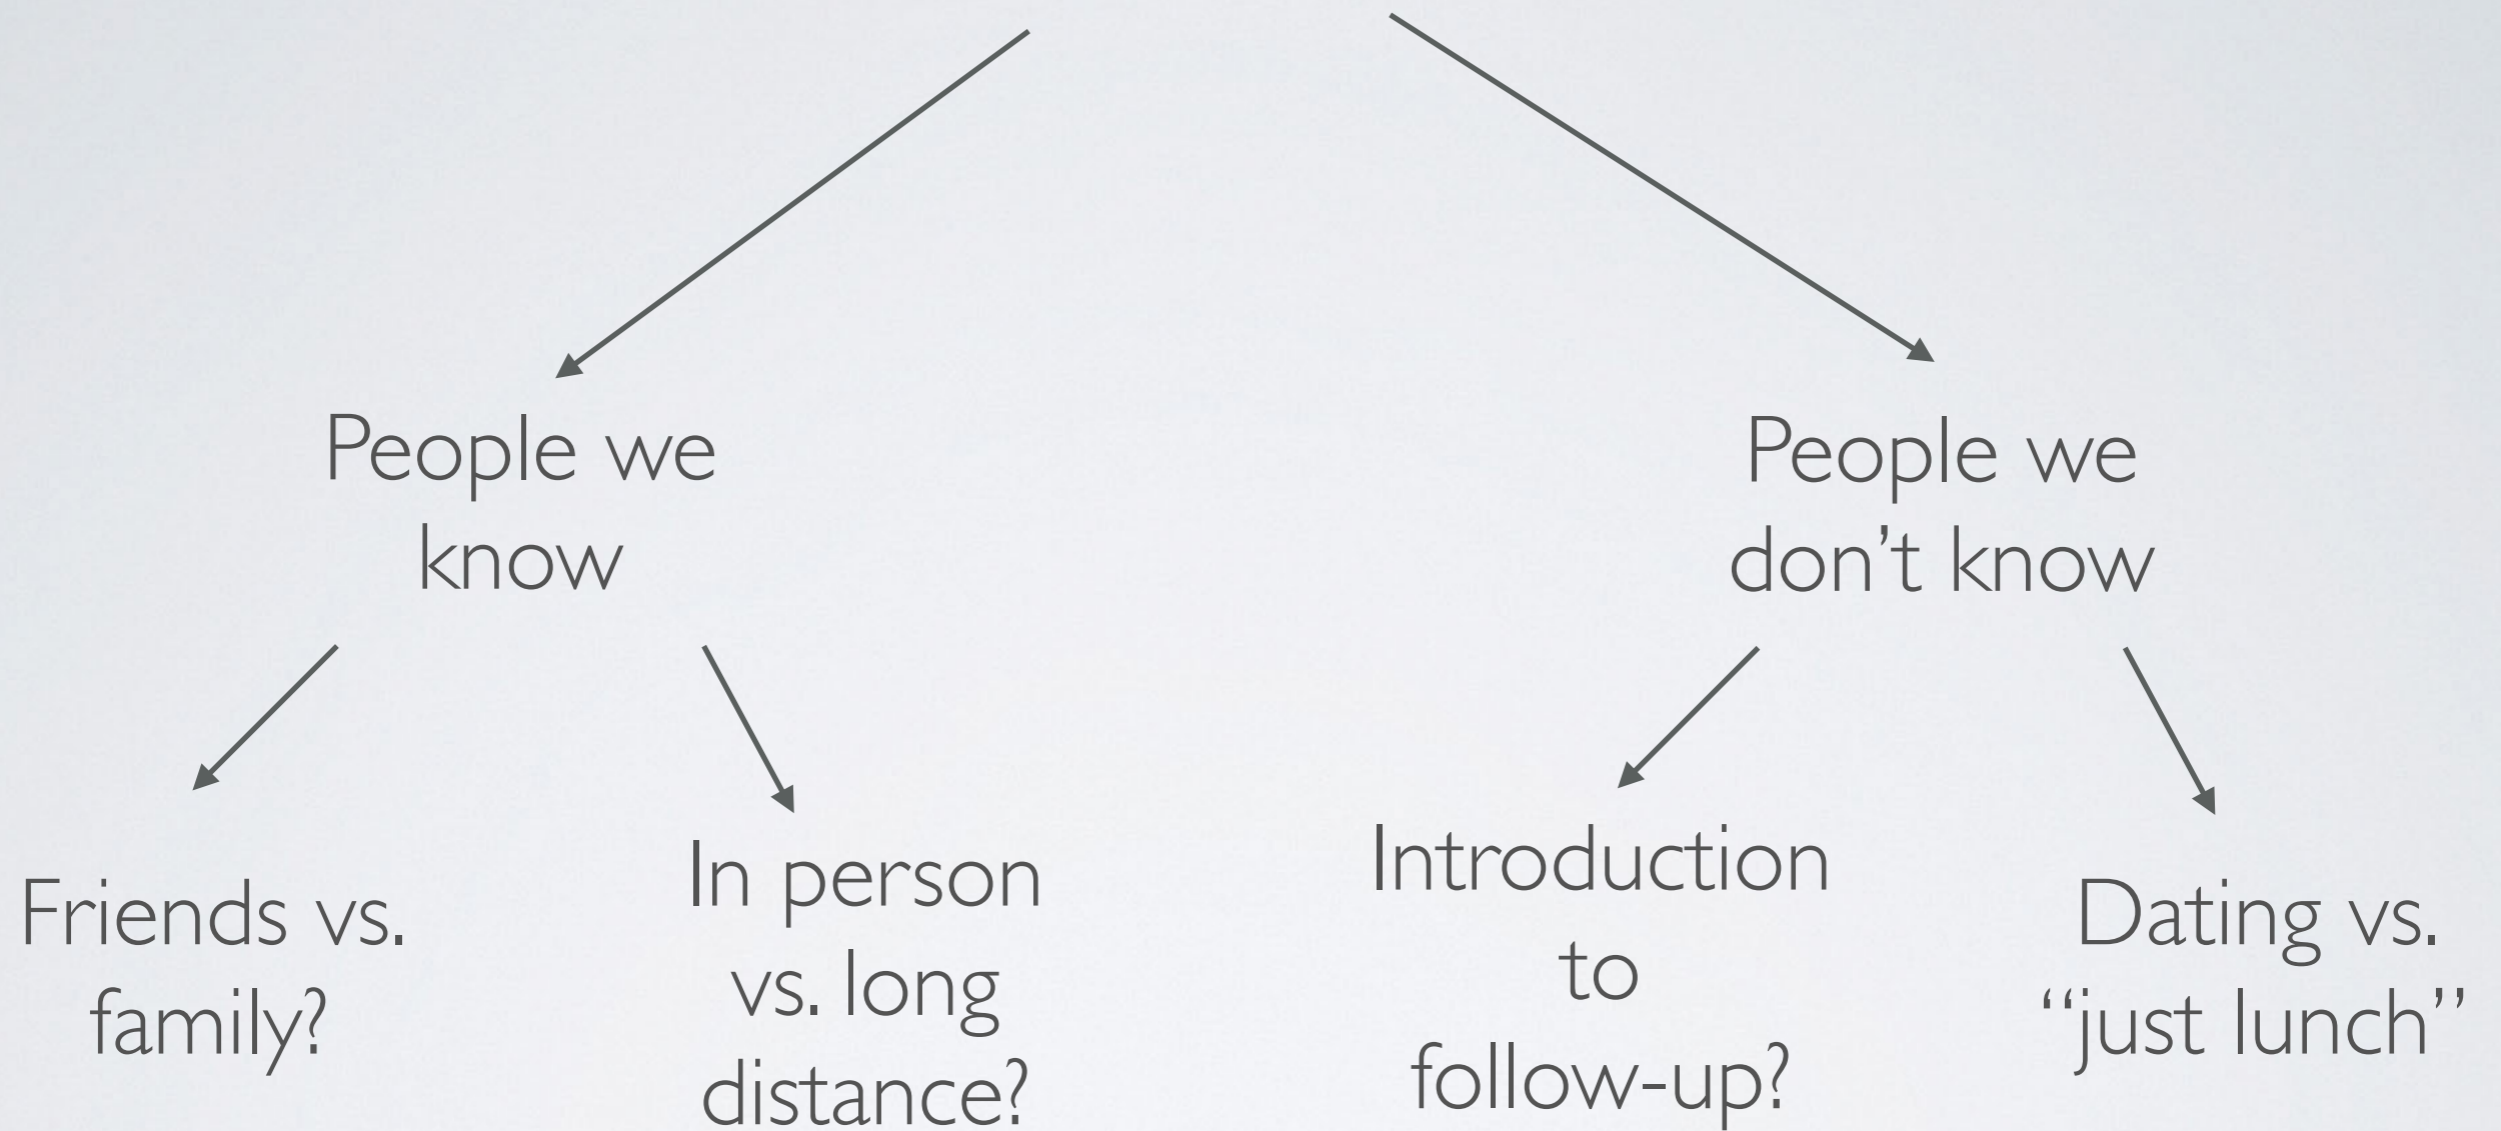 People we
know
People we
don’t know
Friends vs.
family?
In person
vs. long
distance?
Introduction
to
follow-up?
Dating vs.
“just lunch”